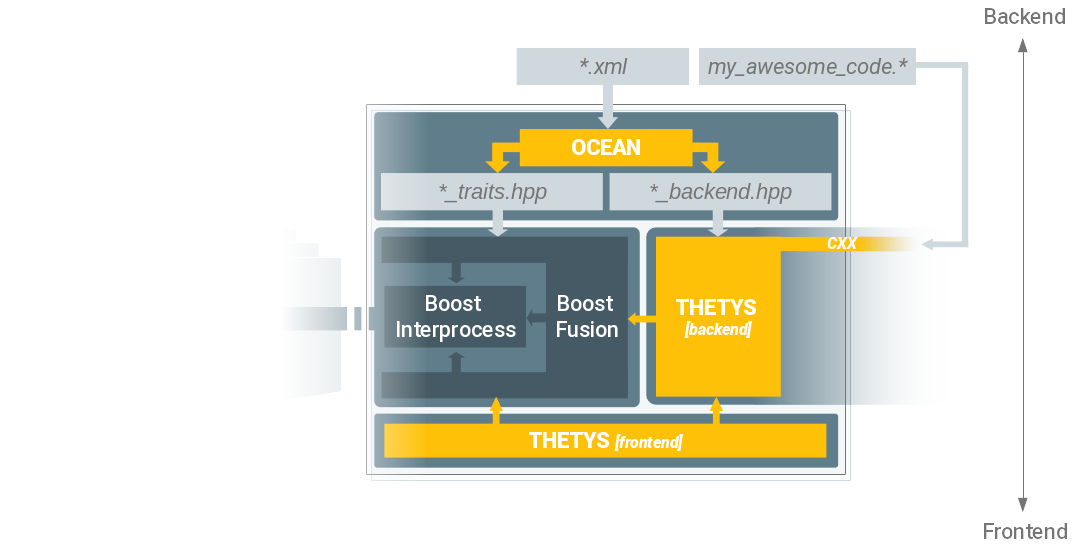 Backend
*.xml
my_awesome_code.*
OCEAN
*_traits.hpp
*_backend.hpp
CXX
Boost
Interprocess
Boost
Fusion
THETYS
[backend]
THETYS [frontend]
Frontend